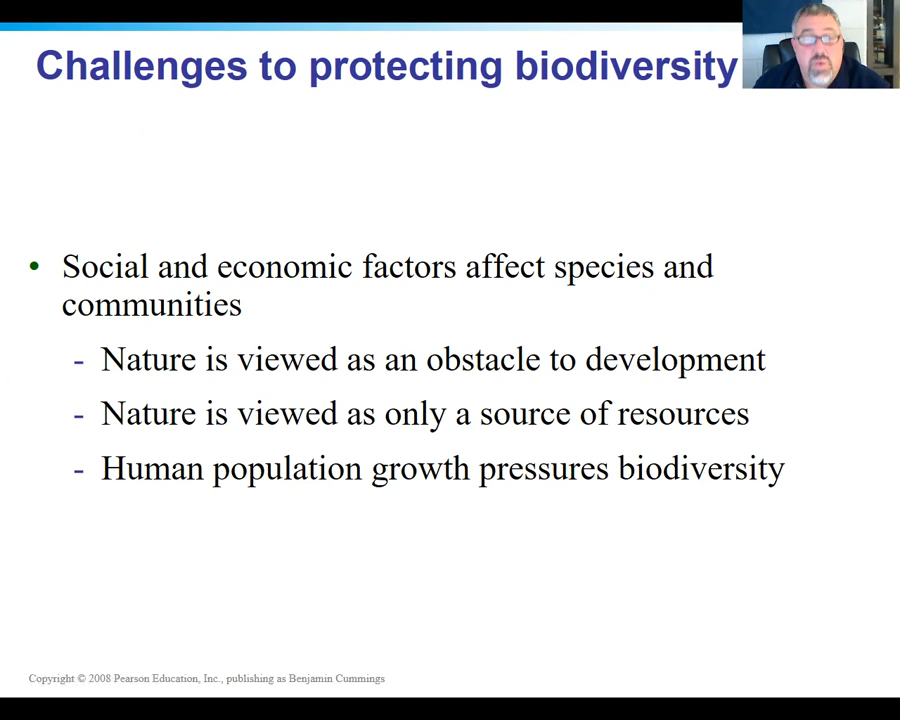 Challenges to protecting biodiversity
• Social and economic factors affect species and
communities
- Nature is viewed as an obstacle to development
- Nature is viewed as only a source of resources
- Human population growth pressures biodiversity
Copyright © 2008 Pearson Education, Inc., publishing as Benjamin Cummings